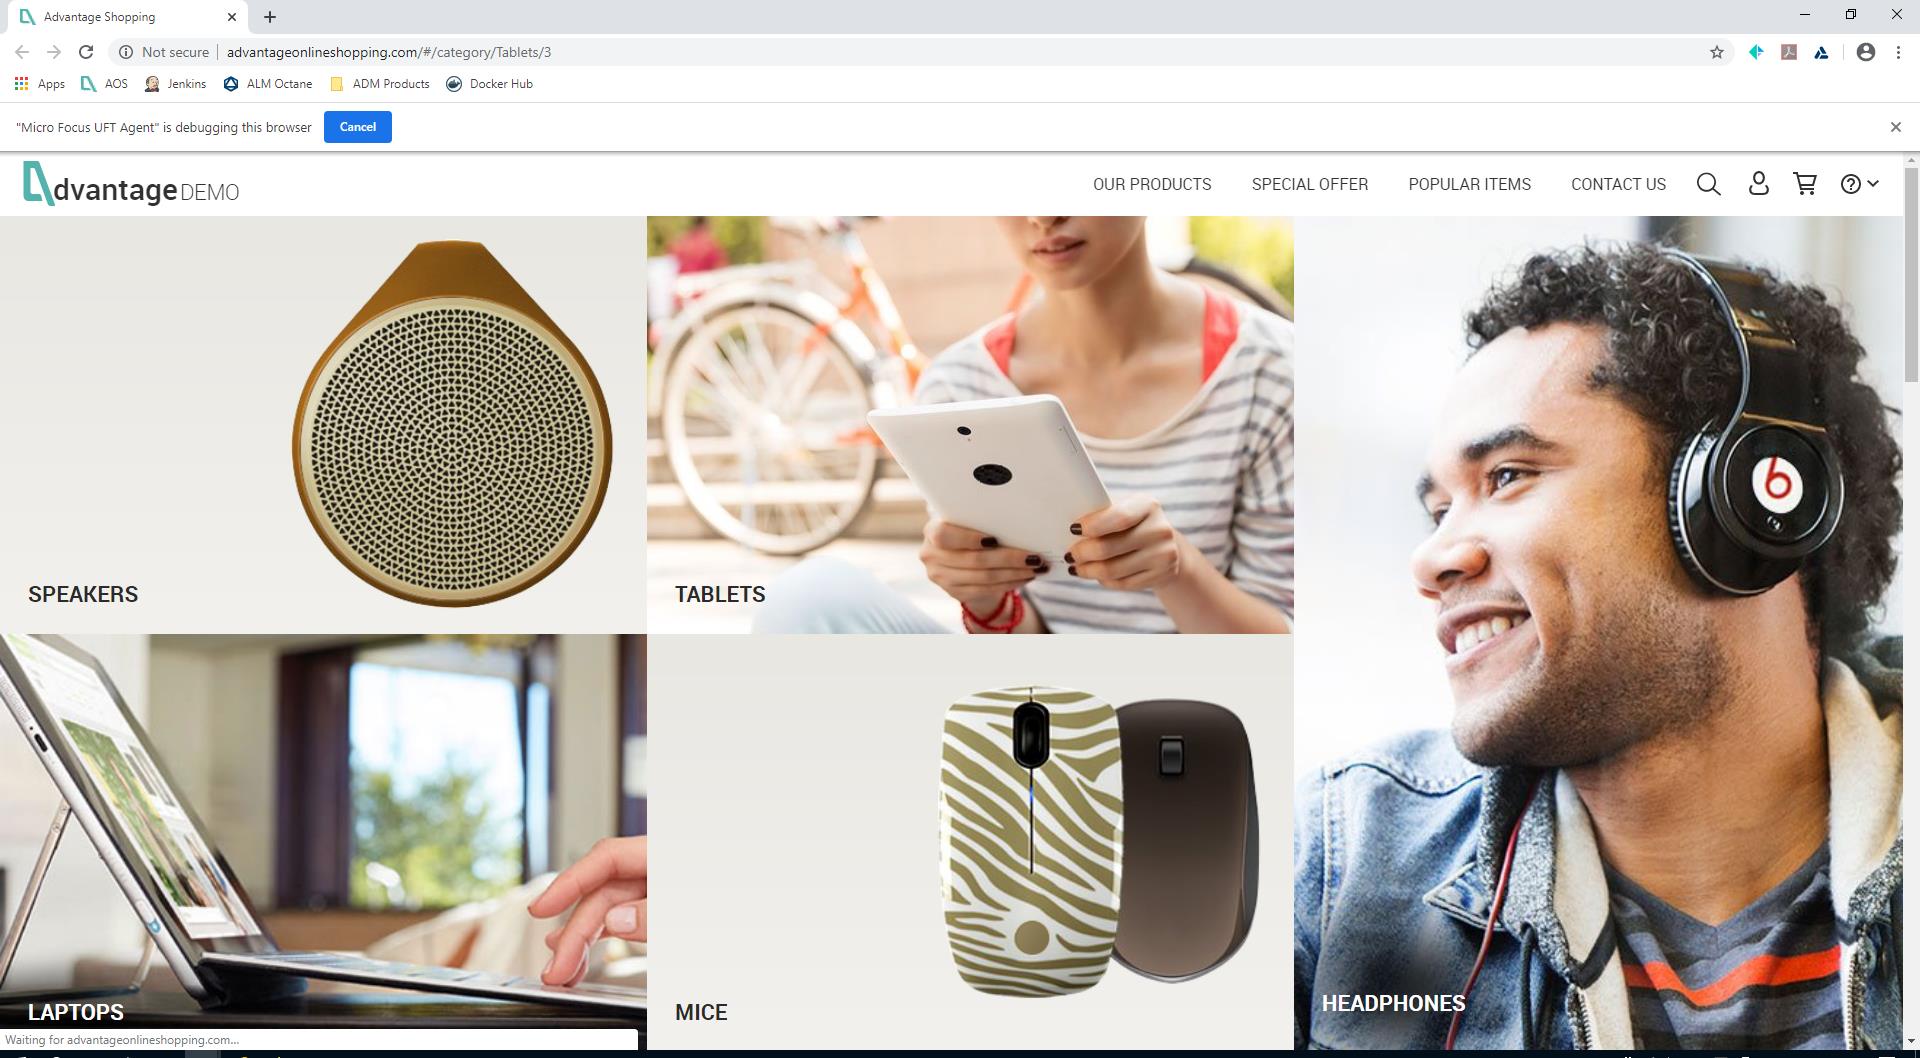 Advantage Shopping
Not secure advantageonlineshopping.com/#/category/Tablets/3
Apps AOS Jenkins ALM Octane ADM Products Docker Hub
"Micro Focus UFT Agent" is debugging this browser Cancel
dvantage DEMO OUR PRODUCTS SPECIAL OFFER POPULAR ITEMS CONTACT US
SPEAKERS
TABLETS
LAPTOPS
MICE
HEADPHONES
Waiting for advantageonlineshopping.com...